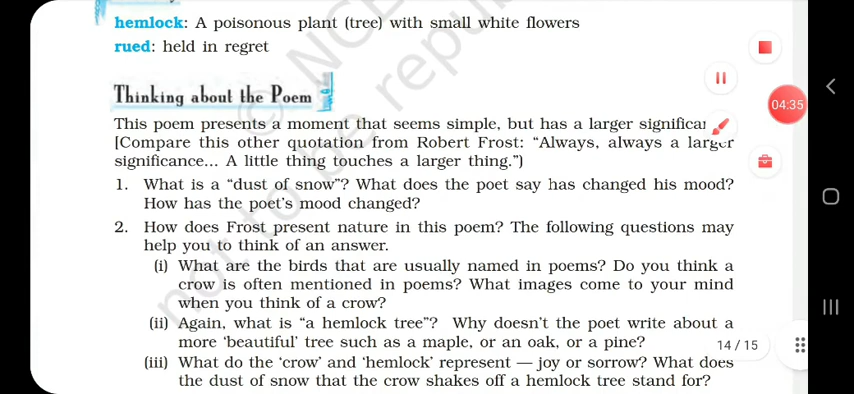 hemlock: A poisonous plant (tree) with small white flowers
rued: held in regret
Thinking about the Poem
This poem presents a moment that seems simple, but has a larger significan
[Compare this other quotation from Robert Frost: “Always, always a larger
significance... A little thing touches a larger thing.”)
1. What is a “dust of snow”? What does the poet say has changed his mood?
How has the poet's mood changed?
2. How does Frost present nature in this poem? The following questions may
help you to think of an answer.
(i) What are the birds that are usually named in poems? Do you think a
crow is often mentioned in poems? What images come to your mind
when you think of a crow?
(ii) Again, what is “a hemlock tree”? Why doesn't the poet write about a
more ‘beautiful’ tree such as a maple, or an oak, or a pine?
(iii) What do the ‘crow’ and ‘hemlock’ represent — joy or sorrow? What does
the dust of snow that the crow shakes off a hemlock tree stand for?
© NCE
not to be repu
04:35
14 / 15